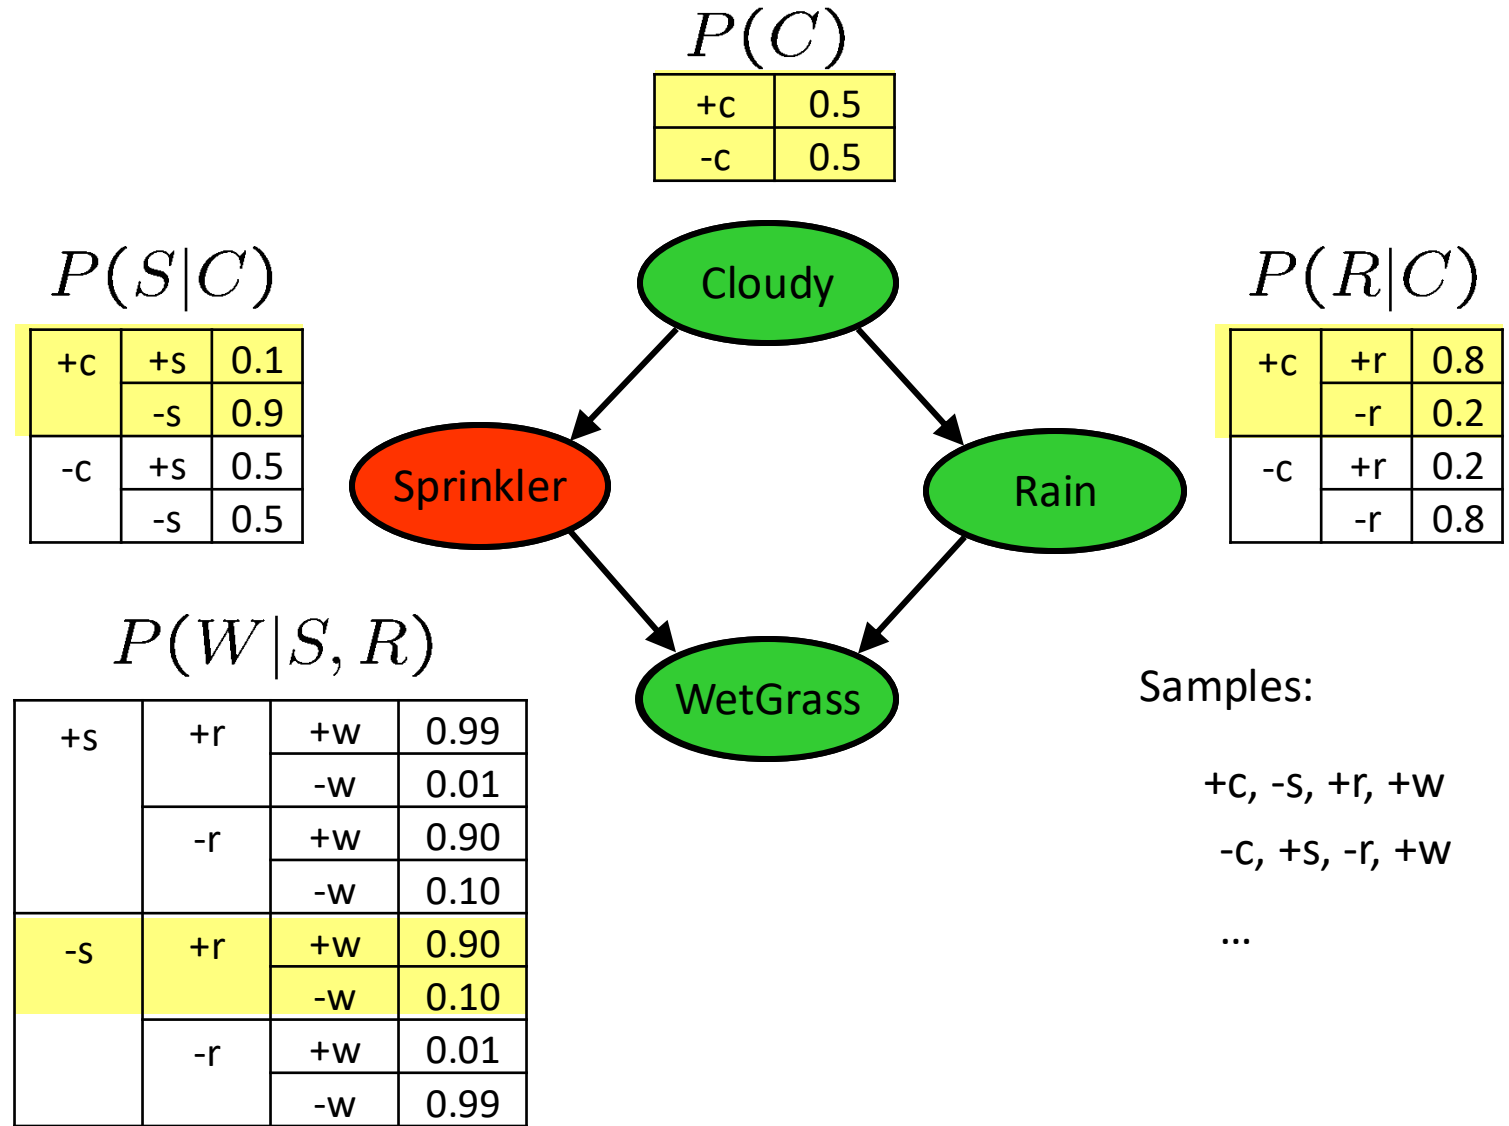 P(C)
+c 0.5
-c 0.5
Cloudy
P(S|C)
+c +s 0.1
-s 0.9
-c +s 0.5
-s 0.5
P(R|C)
+c +r 0.8
-r 0.2
-c +r 0.2
-r 0.8
Sprinkler
Rain
P(W|S, R)
+s +r +w 0.99
-w 0.01
-r +w 0.90
-w 0.10
-s +r +w 0.90
-w 0.10
-r +w 0.01
-w 0.99
WetGrass
Samples:
+c, -s, +r, +w
-c, +s, -r, +w
...